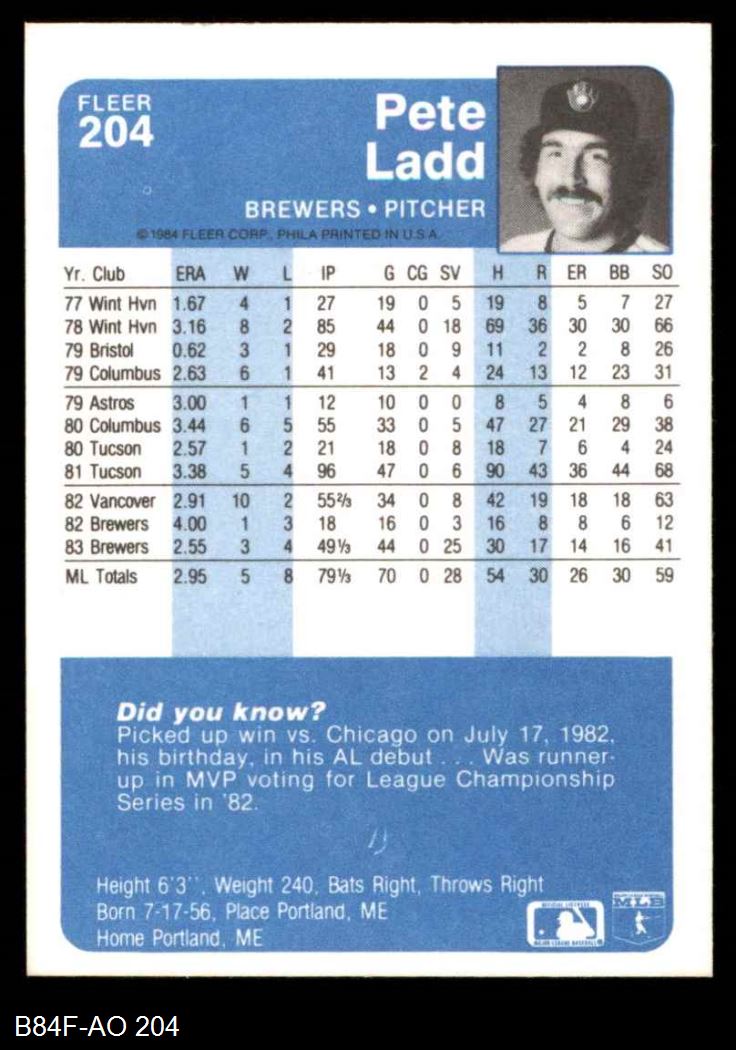 FLEER
204
Pete
Ladd
BREWERS • PITCHER
© 1984 FLEER CORP., PHILA PRINTED IN U.S.A.
Yr. Club ERA W L IP G CG SV H R ER BB SO
77 Wint Hvn 1.67 4 1 27 19 0 5 19 8 5 7 27
78 Wint Hvn 3.16 8 2 85 44 0 18 69 36 30 30 66
79 Bristol 0.62 3 1 29 18 0 9 11 2 2 8 26
79 Columbus 2.63 6 1 41 13 2 4 24 13 12 23 31
79 Astros 3.00 1 1 12 10 0 0 8 5 4 8 6
80 Columbus 3.44 6 5 55 33 0 5 47 27 21 29 38
80 Tucson 2.57 1 2 21 18 0 8 18 7 6 4 24
81 Tucson 3.38 5 4 96 47 0 6 90 43 36 44 68
82 Vancover 2.91 10 2 55⅔ 34 0 8 42 19 18 18 63
82 Brewers 4.00 1 3 18 16 0 3 16 8 8 6 12
83 Brewers 2.55 3 4 49⅓ 44 0 25 30 17 14 16 41
ML Totals 2.95 5 8 79⅓ 70 0 28 54 30 26 30 59
Did you know?
Picked up win vs. Chicago on July 17, 1982,
his birthday, in his AL debut . . . Was runner-
up in MVP voting for League Championship
Series in '82.
Height 6'3'', Weight 240, Bats Right, Throws Right
Born 7-17-56, Place Portland, ME
Home Portland, ME
OFFICIAL LICENSEE
MAJOR LEAGUE BASEBALL
MLB
B84F-AO 204